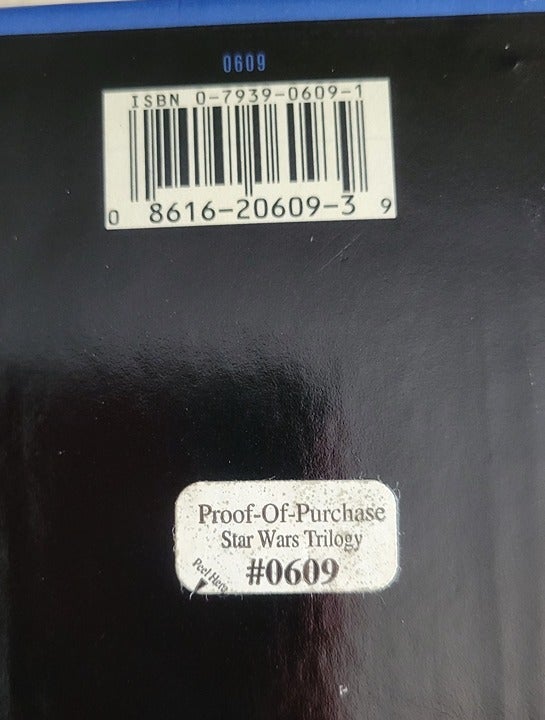 0609
ISBN 0-7939-0609-1
0 8616-20609-3 9
Proof-Of-Purchase
Star Wars Trilogy
#0609
Peel Here